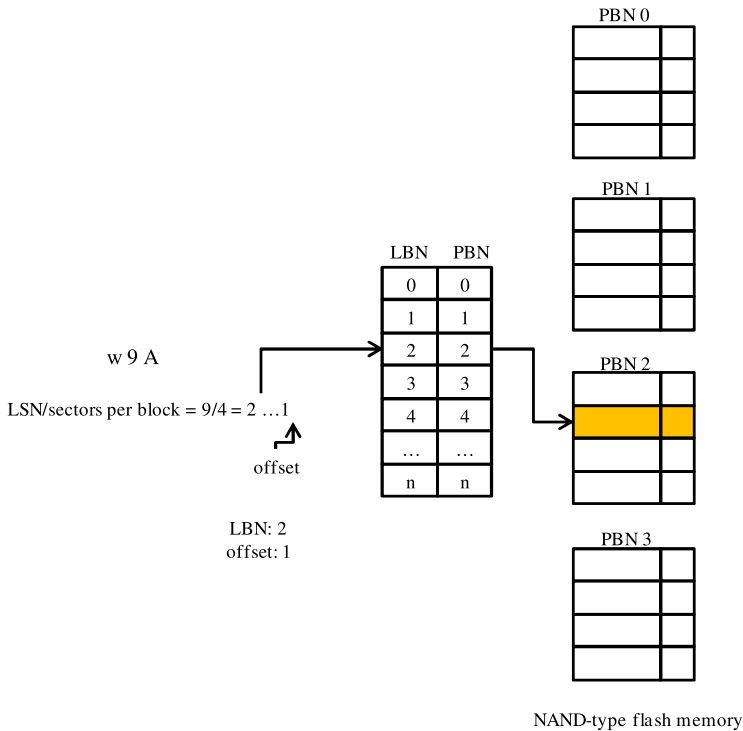 PBN 0
PBN 1
LBN PBN
0 0
1 1
w 9 A
2 2
PBN 2
3 3
LSN/sectors per block = 9/4 = 2 …1
4 4
… …
offset
n n
LBN: 2
offset: 1
PBN 3
NAND-type flash memory